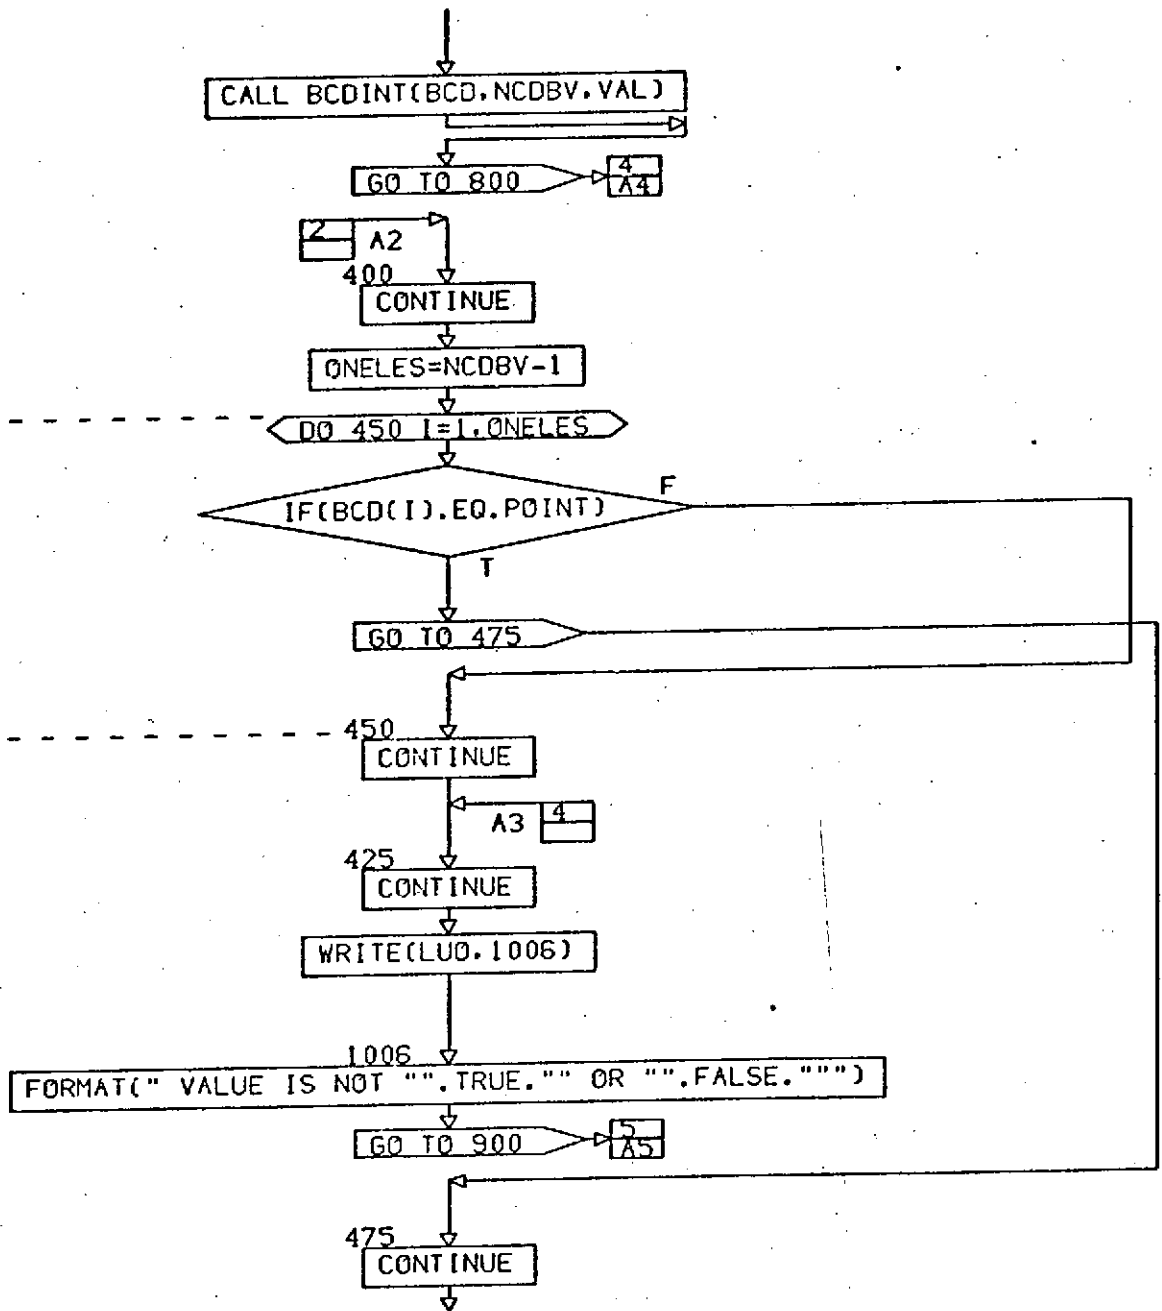 CALL BCDINT(BCD,NCDBV,VAL)
GO TO 800
4
A4
2
A2
400
CONTINUE
ONELES=NCDBV-1
DO 450 I=1,ONELES
F
IF(BCD(I).EQ.POINT)
T
GO TO 475
450
CONTINUE
A3
4
425
CONTINUE
WRITE(LUO,1006)
1006
FORMAT(" VALUE IS NOT "".TRUE."" OR "".FALSE.""")
GO TO 900
5
A5
475
CONTINUE